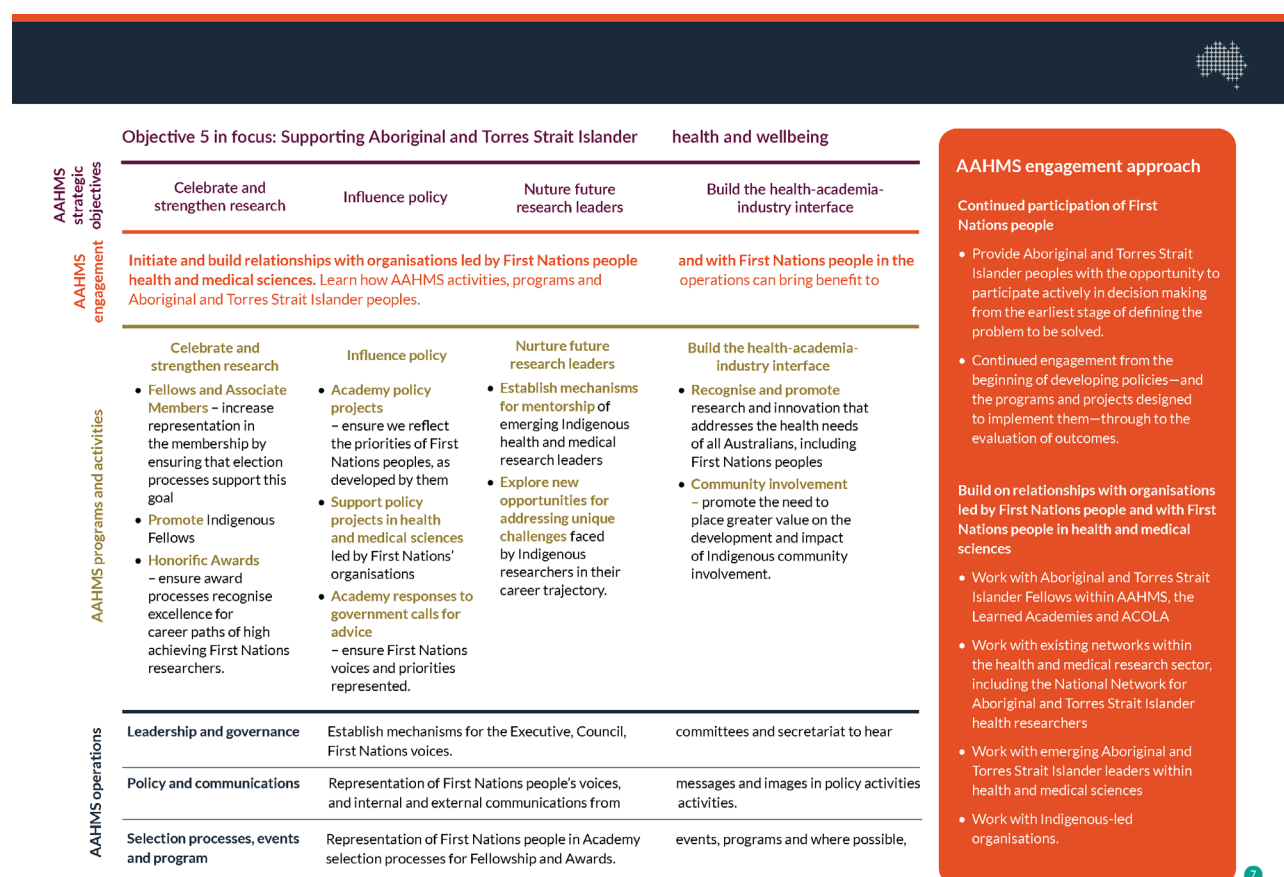 Objective 5 in focus: Supporting Aboriginal and Torres Strait Islander health and wellbeing
AAHMS
strategic
objectives
Celebrate and
strengthen research
Influence policy
Nuture future
research leaders
Build the health-academia-
industry interface
AAHMS
engagement
Initiate and build relationships with organisations led by First Nations people and with First Nations people in the
health and medical sciences. Learn how AAHMS activities, programs and operations can bring benefit to
Aboriginal and Torres Strait Islander peoples.
AAHMS programs and activities
Celebrate and
strengthen research
• Fellows and Associate
Members – increase
representation in
the membership by
ensuring that election
processes support this
goal
• Promote Indigenous
Fellows
• Honorific Awards
– ensure award
processes recognise
excellence for
career paths of high
achieving First Nations
researchers.
Influence policy
• Academy policy
projects
– ensure we reflect
the priorities of First
Nations peoples, as
developed by them
• Support policy
projects in health
and medical sciences
led by First Nations’
organisations
• Academy responses to
government calls for
advice
– ensure First Nations
voices and priorities
represented.
Nurture future
research leaders
• Establish mechanisms
for mentorship of
emerging Indigenous
health and medical
research leaders
• Explore new
opportunities for
addressing unique
challenges faced
by Indigenous
researchers in their
career trajectory.
Build the health-academia-
industry interface
• Recognise and promote
research and innovation that
addresses the health needs
of all Australians, including
First Nations peoples
• Community involvement
– promote the need to
place greater value on the
development and impact
of Indigenous community
involvement.
AAHMS operations
Leadership and governance
Establish mechanisms for the Executive, Council, committees and secretariat to hear
First Nations voices.
Policy and communications
Representation of First Nations people’s voices, messages and images in policy activities
and internal and external communications from activities.
Selection processes, events
and program
Representation of First Nations people in Academy events, programs and where possible,
selection processes for Fellowship and Awards.
AAHMS engagement approach
Continued participation of First
Nations people
• Provide Aboriginal and Torres Strait
Islander peoples with the opportunity to
participate actively in decision making
from the earliest stage of defining the
problem to be solved.
• Continued engagement from the
beginning of developing policies—and
the programs and projects designed
to implement them—through to the
evaluation of outcomes.
Build on relationships with organisations
led by First Nations people and with First
Nations people in health and medical
sciences
• Work with Aboriginal and Torres Strait
Islander Fellows within AAHMS, the
Learned Academies and ACOLA
• Work with existing networks within
the health and medical research sector,
including the National Network for
Aboriginal and Torres Strait Islander
health researchers
• Work with emerging Aboriginal and
Torres Strait Islander leaders within
health and medical sciences
• Work with Indigenous-led
organisations.
7